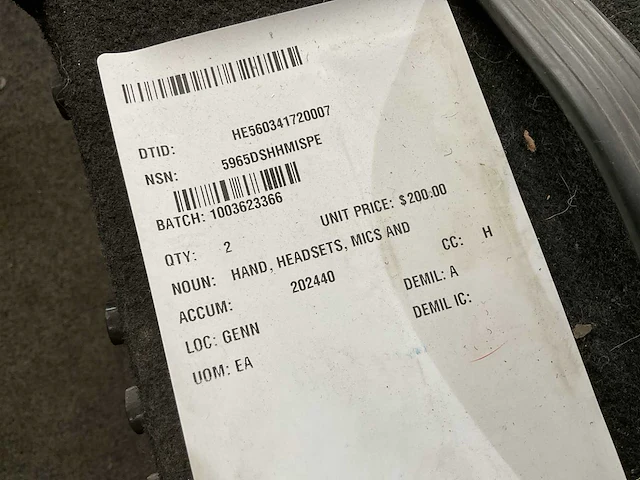 DTID: HE560341720007
NSN: 5965DSHHMISPE
BATCH: 1003623366
QTY: 2 UNIT PRICE: $200.00
NOUN: HAND, HEADSETS, MICS AND
ACCUM: 202440 CC: H
LOC: GENN DEMIL: A
UOM: EA DEMIL IC: